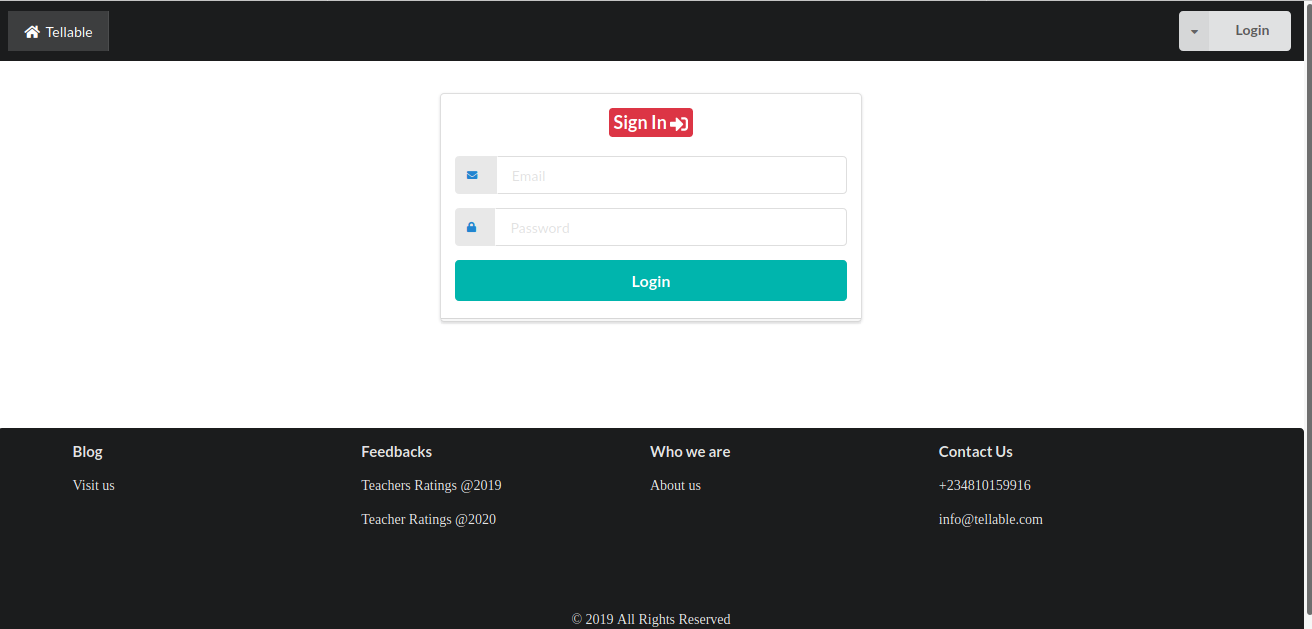 Tellable
Login
Sign In
Email
Password
Login
Blog
Visit us
Feedbacks
Teachers Ratings @2019
Teacher Ratings @2020
Who we are
About us
Contact Us
+234810159916
info@tellable.com
© 2019 All Rights Reserved